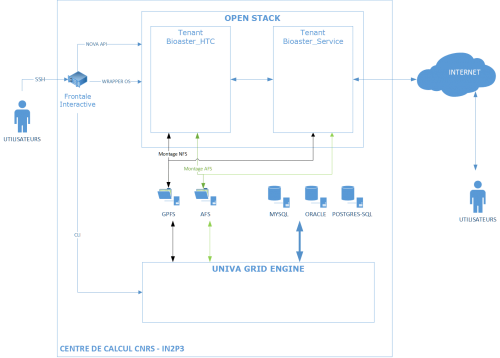 OPEN STACK
Tenant
Bioaster_HTC
Tenant
Bioaster_Service
NOVA API
SSH
WRAPPER OS
Frontale
Interactive
INTERNET
UTILISATEURS
Montage NFS
Montage AFS
GPFS
AFS
MYSQL
ORACLE
POSTGRES-SQL
UTILISATEURS
CLI
UNIVA GRID ENGINE
CENTRE DE CALCUL CNRS - IN2P3